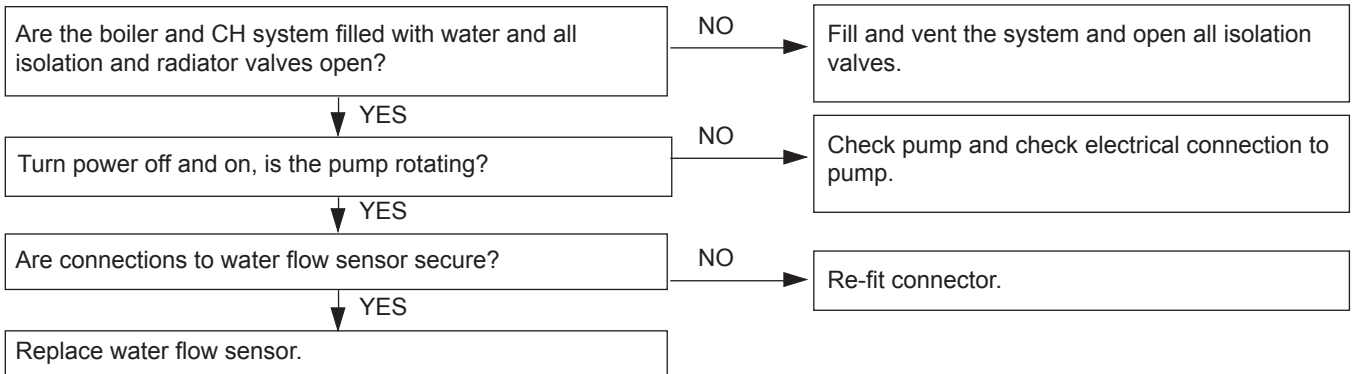 Are the boiler and CH system filled with water and all
isolation and radiator valves open?
NO
Fill and vent the system and open all isolation
valves.
YES
Turn power off and on, is the pump rotating?
NO
Check pump and check electrical connection to
pump.
YES
Are connections to water flow sensor secure?
NO
Re-fit connector.
YES
Replace water flow sensor.